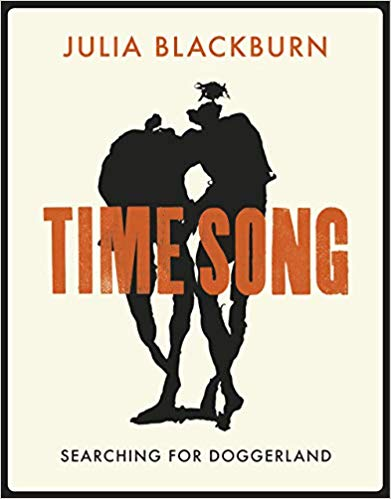 JULIA BLACKBURN
TIME SONG
SEARCHING FOR DOGGERLAND